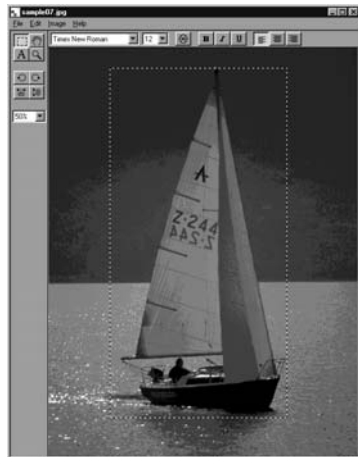 sample07.jpg
File Edit Image Help
Times New Roman 12 B I U
A
50%
Z-244
Z-244